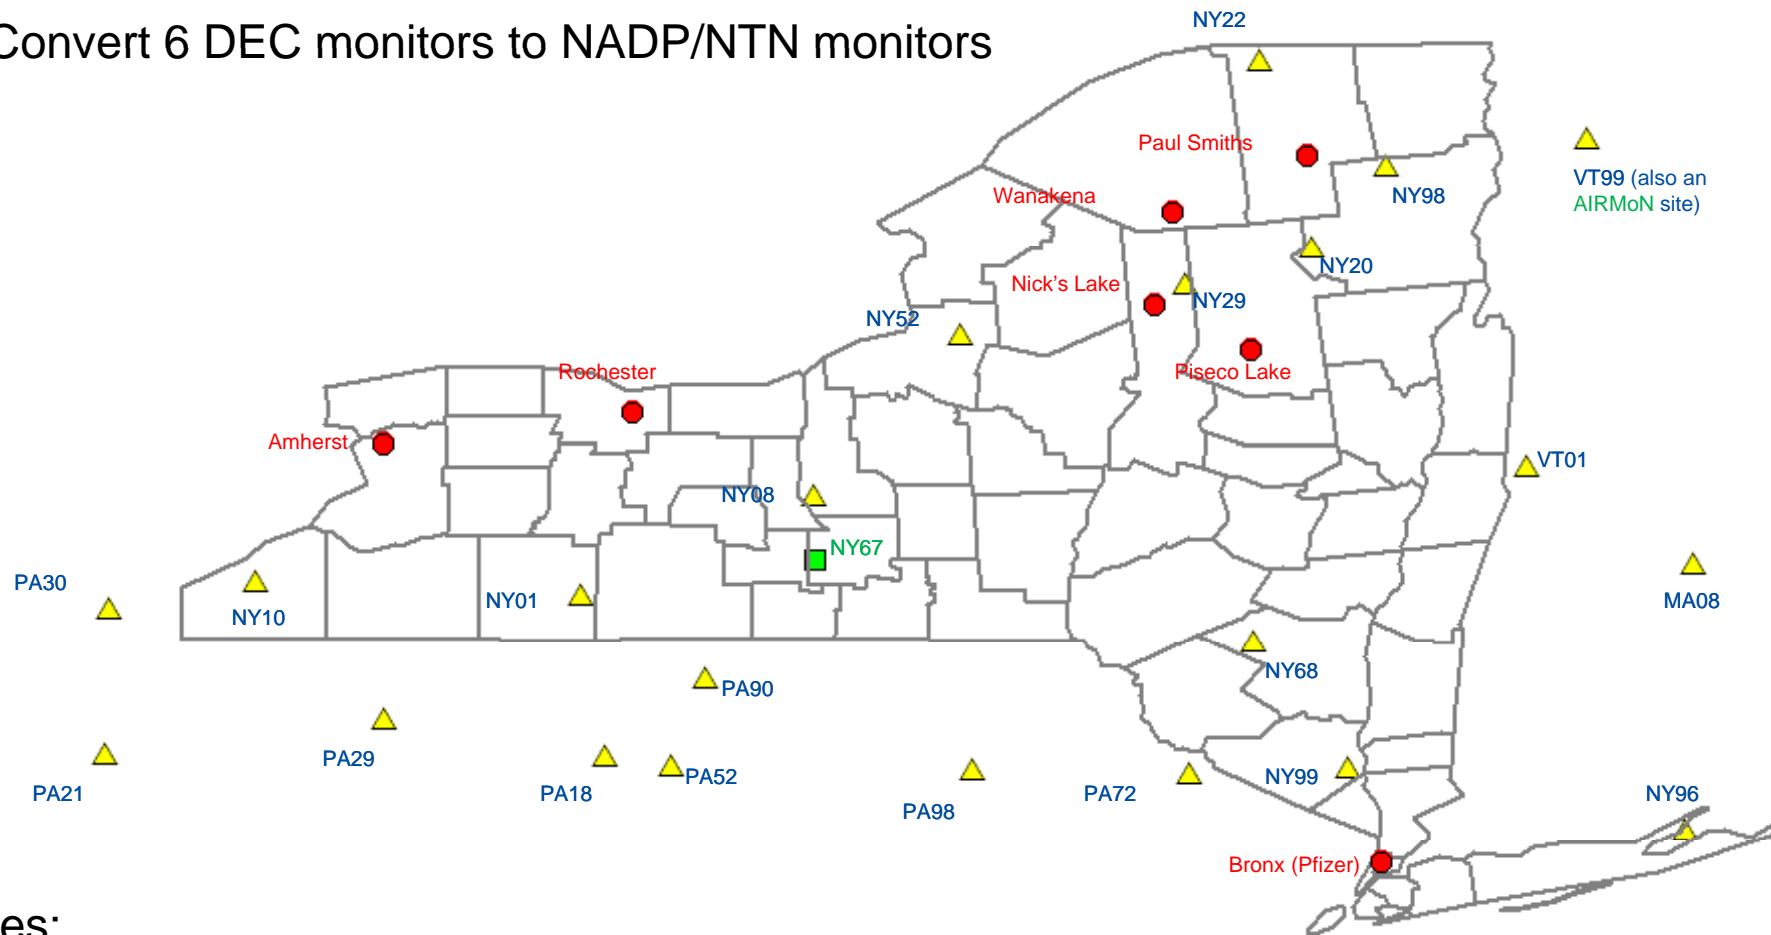 Convert 6 DEC monitors to NADP/NTN monitors
NY22
Paul Smiths
VT99 (also an
AIRMoN site)
Wanakena
NY98
NY20
Nick's Lake
NY29
NY52
Rochester
Piseco Lake
Amherst
VT01
NY08
NY67
PA30
NY10
NY01
MA08
NY68
PA90
PA29
PA21
PA18
PA52
PA98
PA72
NY99
NY96
Bronx (Pfizer)
es: